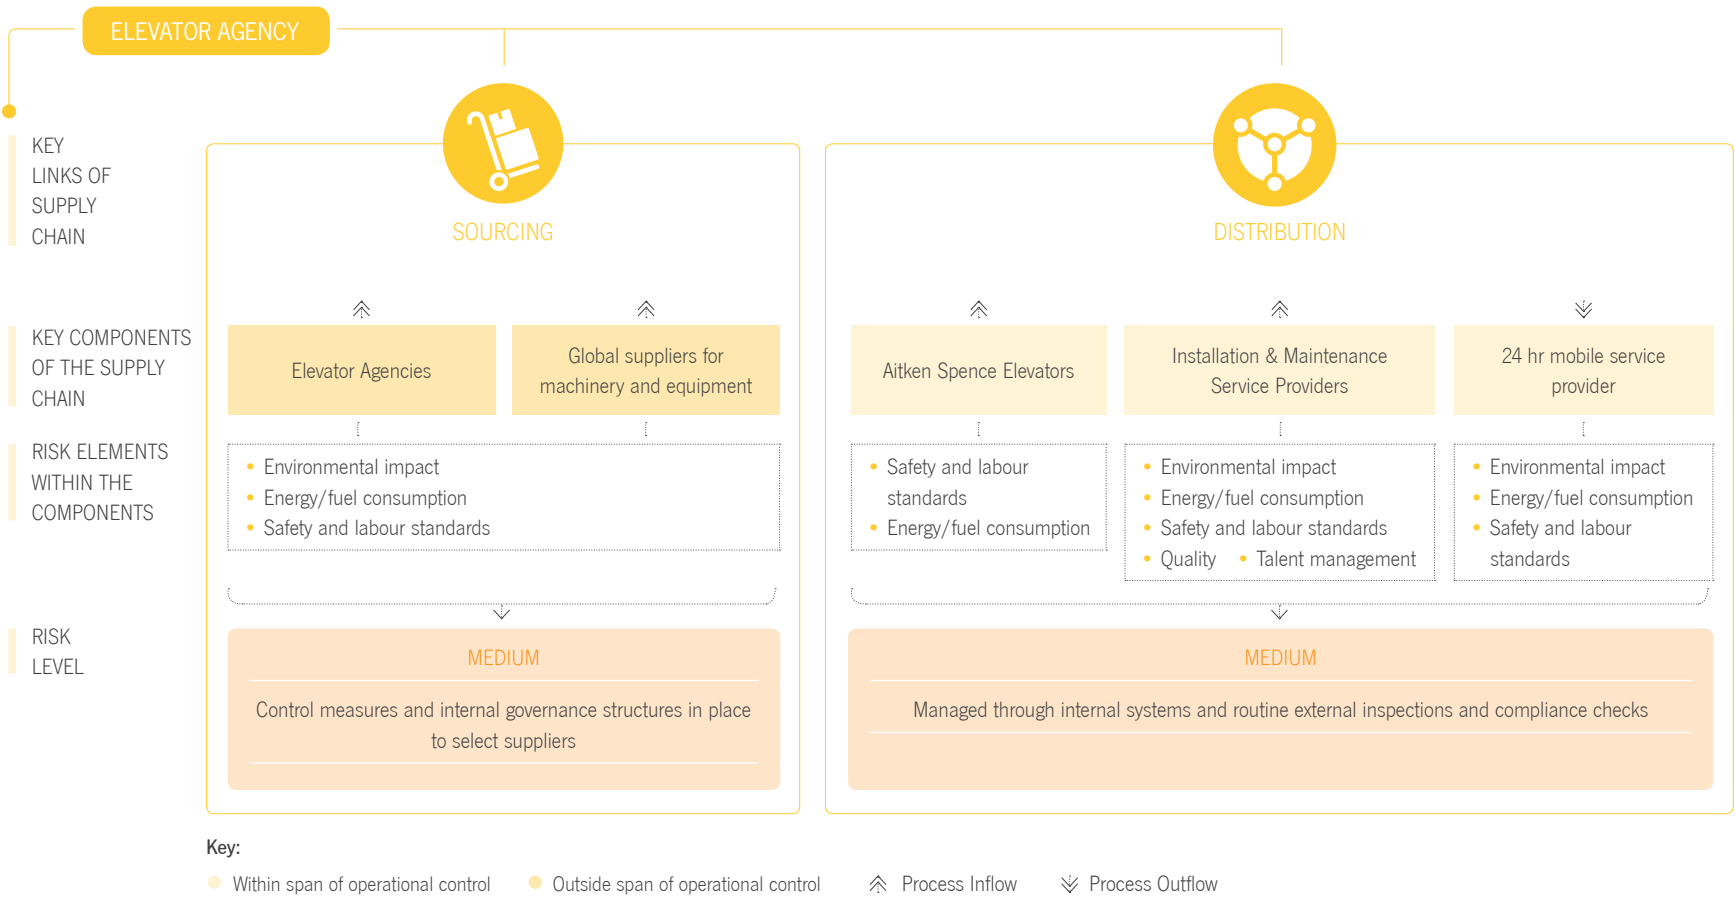 ELEVATOR AGENCY
KEY
LINKS OF
SUPPLY
CHAIN
SOURCING
DISTRIBUTION
KEY COMPONENTS
OF THE SUPPLY
CHAIN
Elevator Agencies
Global suppliers for
machinery and equipment
Aitken Spence Elevators
Installation & Maintenance
Service Providers
24 hr mobile service
provider
RISK ELEMENTS
WITHIN THE
COMPONENTS
• Environmental impact
• Energy/fuel consumption
• Safety and labour standards
• Safety and labour
standards
• Energy/fuel consumption
• Environmental impact
• Energy/fuel consumption
• Safety and labour standards
• Quality • Talent management
• Environmental impact
• Energy/fuel consumption
• Safety and labour
standards
RISK
LEVEL
MEDIUM
Control measures and internal governance structures in place
to select suppliers
MEDIUM
Managed through internal systems and routine external inspections and compliance checks
Key:
Within span of operational control
Outside span of operational control
Process Inflow
Process Outflow